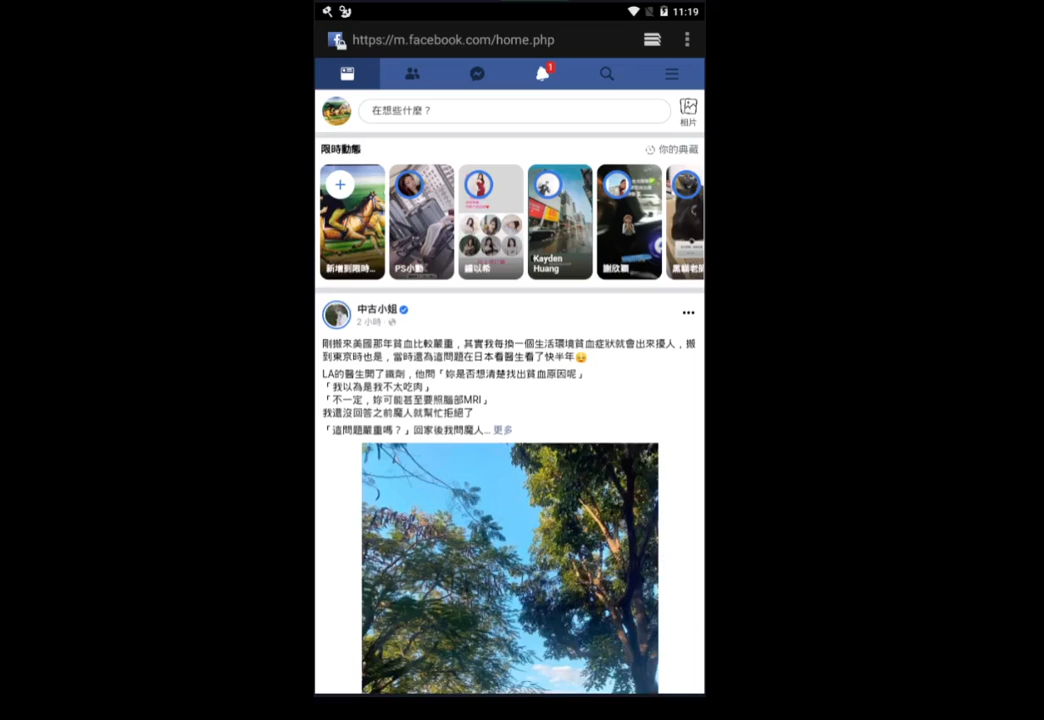 11:19
https://m.facebook.com/home.php
1
在想些什麼？
相片
限時動態
你的典藏
新增到限時...
PS小動
鍾以希
Kayden
Huang
謝欣穎
黑貓老師
中古小姐
2 小時
剛搬來美國那年貧血比較嚴重，其實我每換一個生活環境貧血症狀就會出來擾人，搬
到東京時也是，當時還為這問題在日本看醫生看了快半年😔
LA的醫生開了鐵劑，他問「妳是否想清楚找出貧血原因呢」
「我以為是我不太吃肉」
「不一定，妳可能甚至要照腦部MRI」
我還沒回答之前魔人就幫忙拒絕了
「這問題嚴重嗎？」回家後我問魔人... 更多